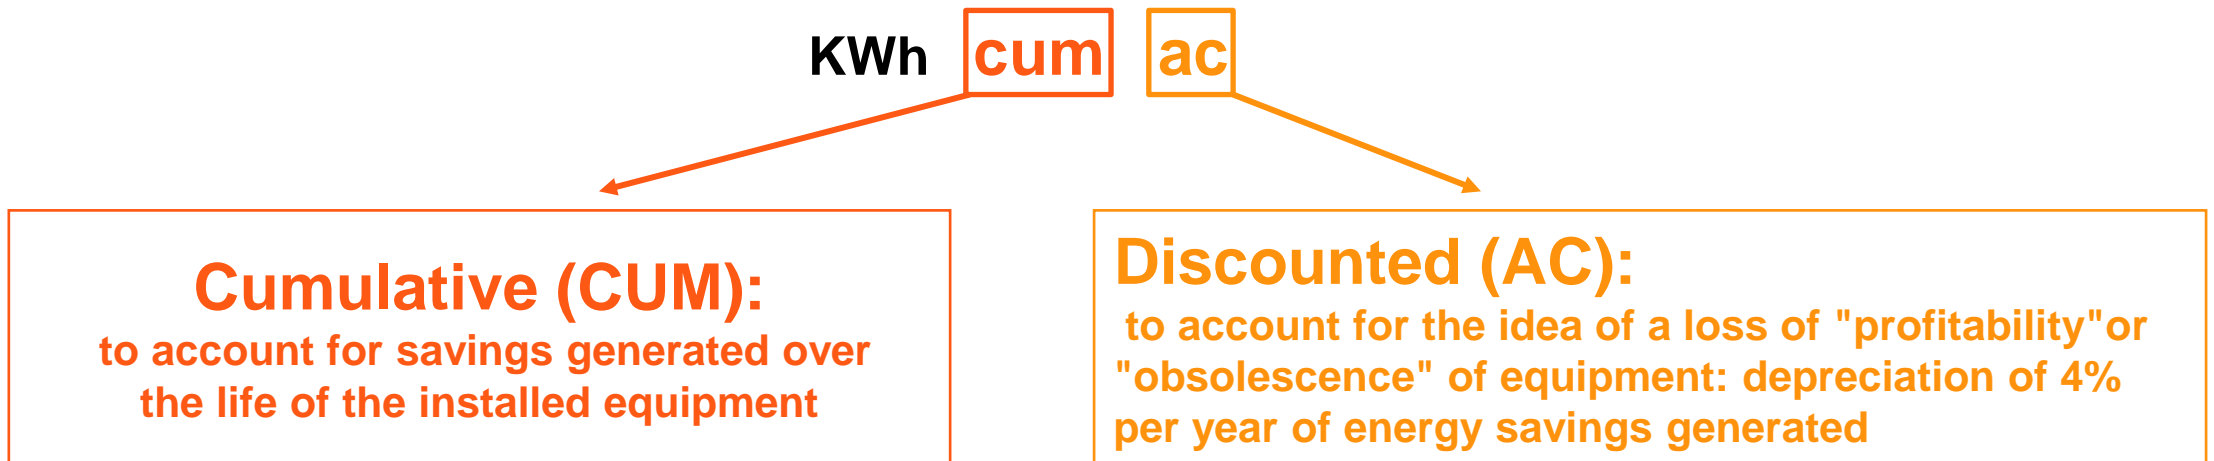 KWh cum ac
Cumulative (CUM):
to account for savings generated over
the life of the installed equipment
Discounted (AC):
to account for the idea of a loss of "profitability"or
"obsolescence" of equipment: depreciation of 4%
per year of energy savings generated